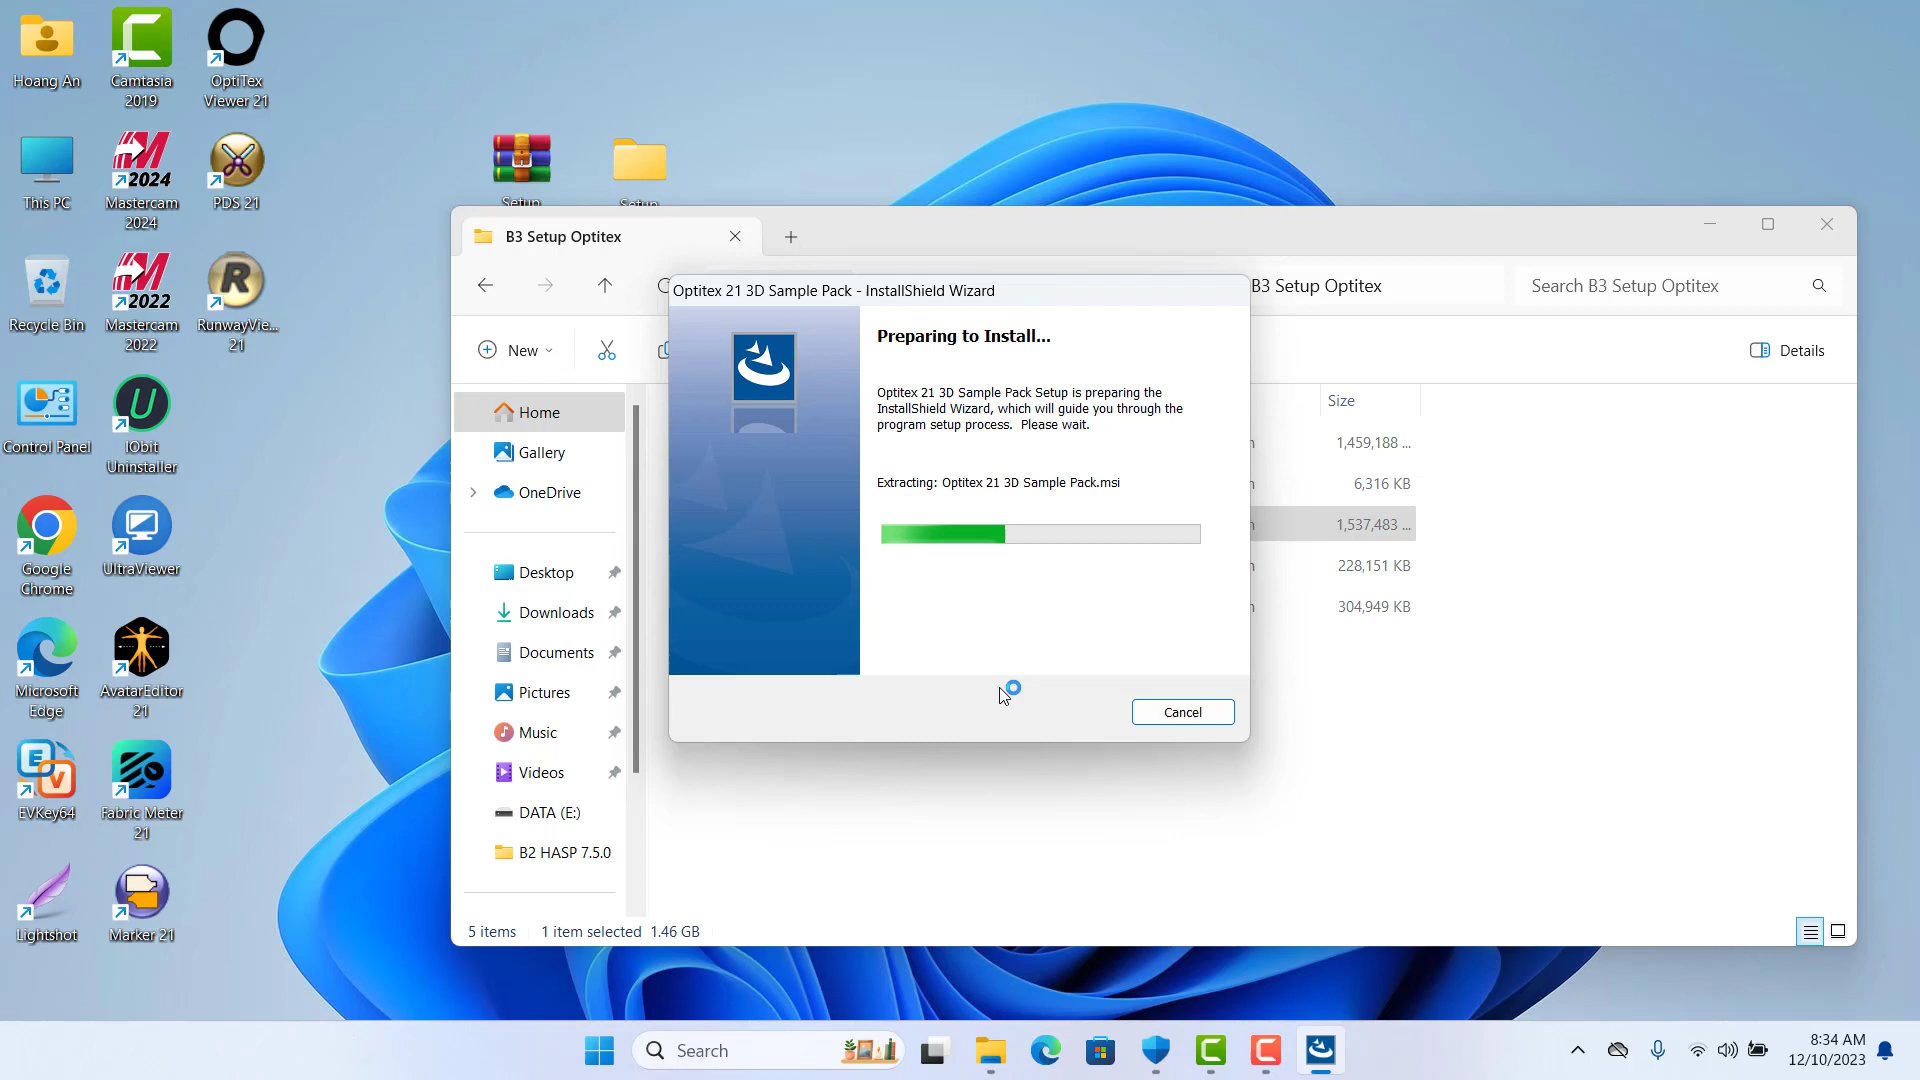 Hoang An
Camtasia
2019
OptiTex
Viewer 21
This PC
2024
Mastercam
2024
PDS 21
Recycle Bin
2022
Mastercam
2022
RunwayVie...
21
Control Panel
IObit
Uninstaller
Google
Chrome
UltraViewer
Microsoft
Edge
AvatarEditor
21
EVKey64
Fabric Meter
21
Lightshot
Marker 21
Setup
Setup
B3 Setup Optitex
B3 Setup Optitex
Search B3 Setup Optitex
New
Details
Home
Gallery
OneDrive
Desktop
Downloads
Documents
Pictures
Music
Videos
DATA (E:)
B2 HASP 7.5.0
Size
1,459,188 ...
6,316 KB
1,537,483 ...
228,151 KB
304,949 KB
5 items 1 item selected 1.46 GB
Optitex 21 3D Sample Pack - InstallShield Wizard
Preparing to Install...
Optitex 21 3D Sample Pack Setup is preparing the
InstallShield Wizard, which will guide you through the
program setup process. Please wait.
Extracting: Optitex 21 3D Sample Pack.msi
Cancel
Search
8:34 AM
12/10/2023